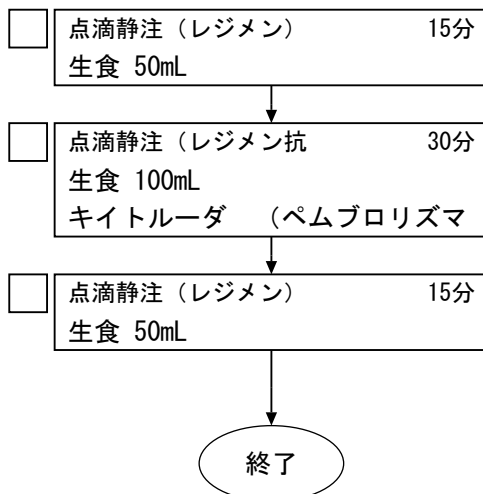 点滴静注（レジメン） 15分
生食 50mL
点滴静注（レジメン抗 30分
生食 100mL
キイトルーダ （ペムブロリズマ
点滴静注（レジメン） 15分
生食 50mL
終了